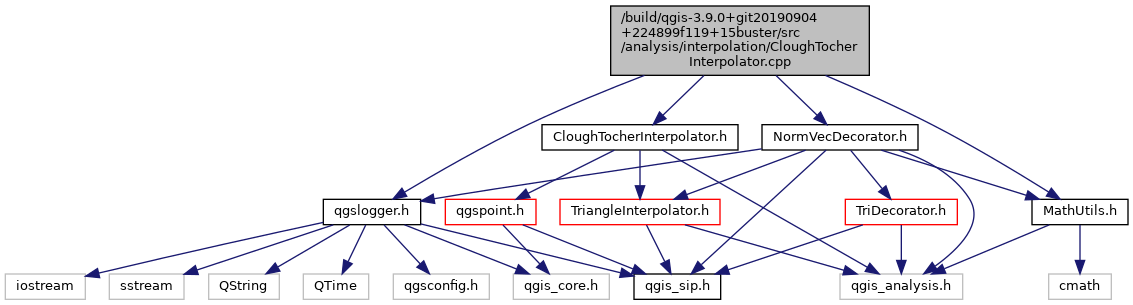 /build/qgis-3.9.0+git20190904
+224899f119+15buster/src
/analysis/interpolation/CloughTocher
Interpolator.cpp
CloughTocherInterpolator.h
NormVecDecorator.h
qgslogger.h
qgspoint.h
TriangleInterpolator.h
TriDecorator.h
MathUtils.h
iostream
sstream
QString
QTime
qgsconfig.h
qgis_core.h
qgis_sip.h
qgis_analysis.h
cmath